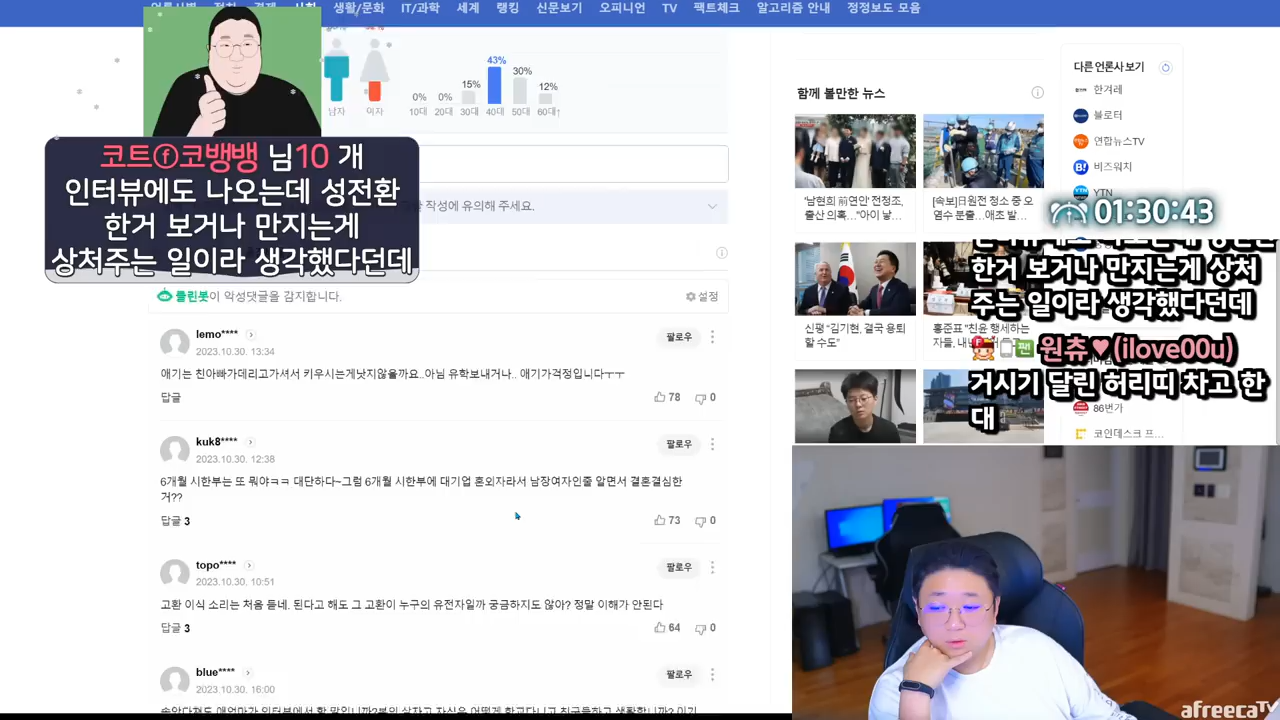 생활/문화 IT/과학 세계 랭킹 신문보기 오피니언 TV 팩트체크 알고리즘 안내 정정보도 모음
43%
30%
15%
12%
0% 0%
남자 여자 10대 20대 30대 40대 50대 60대↑
코트ⓕ코뱅뱅 님10 개
인터뷰에도 나오는데 성전환
한거 보거나 만지는게
상처주는 일이라 생각했다던데
작성에 유의해 주세요.
클린봇이 악성댓글을 감지합니다.
설정
lemo****
팔로우
2023.10.30. 13:34
애기는 친아빠가데리고가셔서 키우시는게낫지않을까요..아님 유학보내거나.. 애기가걱정입니다ㅜㅜ
답글
78 0
kuk8****
팔로우
2023.10.30. 12:38
6개월 시한부는 또 뭐야ㅋㅋ 대단하다~그럼 6개월 시한부에 대기업 혼외자라서 남장여자인줄 알면서 결혼결심한
거??
답글 3
73 0
topo****
팔로우
2023.10.30. 10:51
고환 이식 소리는 처음 듣네. 된다고 해도 그 고환이 누구의 유전자일까 궁금하지도 않아? 정말 이해가 안된다
답글 3
64 0
blue****
팔로우
2023.10.30. 16:00
함께 볼만한 뉴스
'남현희 前연인' 전청조,
출산 의혹…"아이 낳…
[속보]日원전 청소 중 오
염수 분출…애초 발…
신평 "김기현, 결국 용퇴
할 수도"
홍준표 "친윤 행세하는
자들, 내년
다른 언론사 보기
한겨레
블로터
연합뉴스TV
비즈워치
YTN
01:30:43
한거 보거나 만지는게 상처
주는 일이라 생각했다던데
원츄♥(ilove00u)
거시기 달린 허리띠 차고 한
대
86번가
코인데스크 프…
afreecaTV